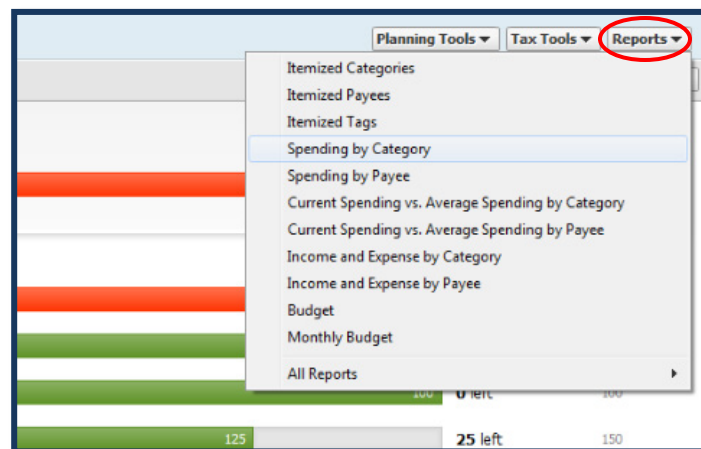 Planning Tools Tax Tools Reports
Itemized Categories
Itemized Payees
Itemized Tags
Spending by Category
Spending by Payee
Current Spending vs. Average Spending by Category
Current Spending vs. Average Spending by Payee
Income and Expense by Category
Income and Expense by Payee
Budget
Monthly Budget
All Reports
100 0 left 100
125 25 left 150